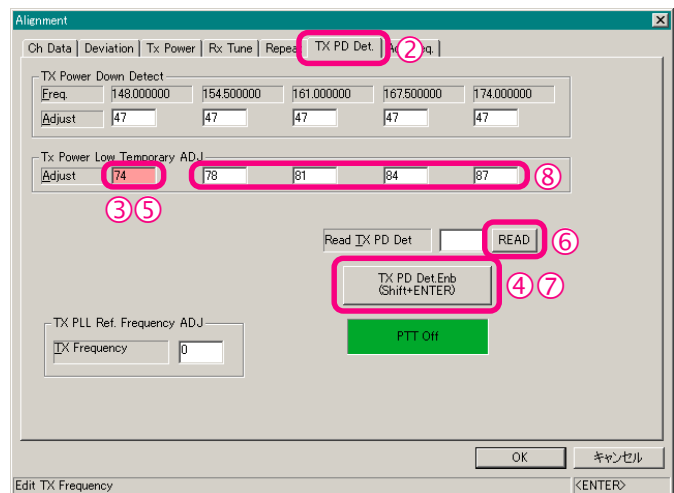 Alignment
Ch Data Deviation Tx Power Rx Tune Repea TX PD Det. eq.
②
TX Power Down Detect
Freq. 148.000000 154.500000 161.000000 167.500000 174.000000
Adjust 47 47 47 47 47
Tx Power Low Temporary ADJ
Adjust 74 78 81 84 87
⑧
③⑤
Read TX PD Det READ
⑥
TX PD Det.Enb
(Shift+ENTER)
④⑦
TX PLL Ref. Frequency ADJ
TX Frequency 0
PTT Off
OK キャンセル
Edit TX Frequency <ENTER>